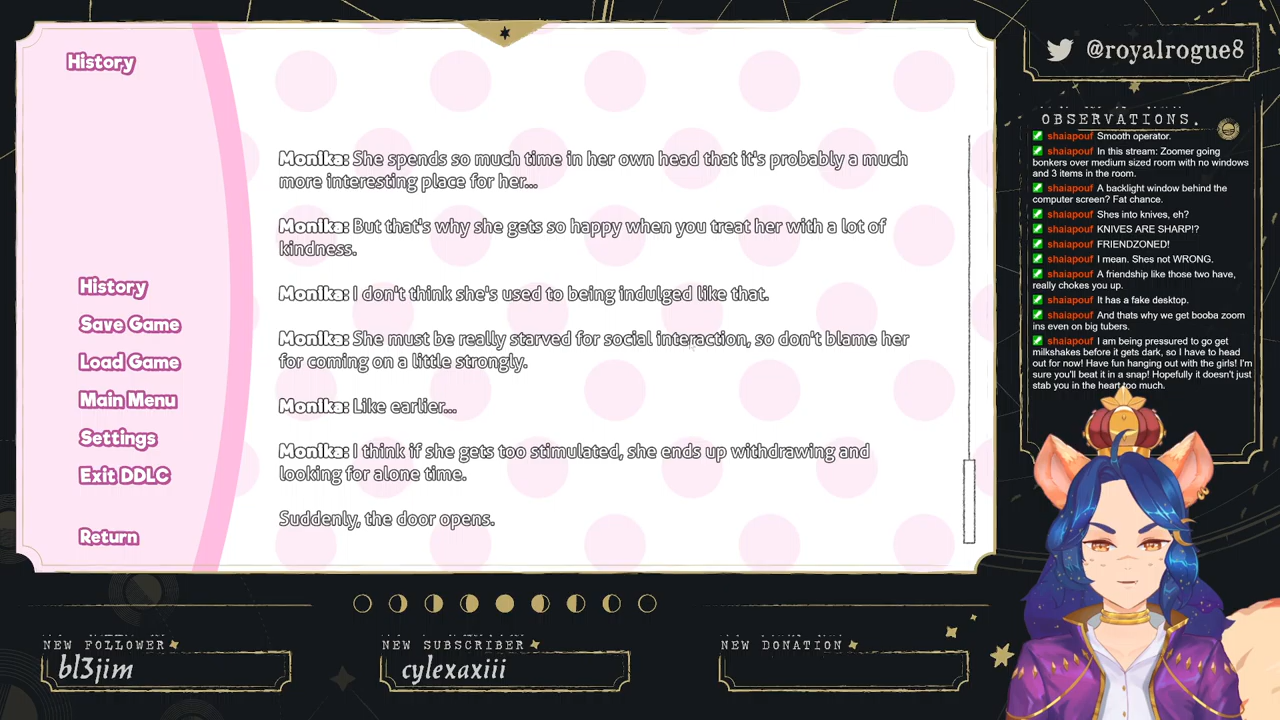 History
Monika: She spends so much time in her own head that it's probably a much
more interesting place for her...
Monika: But that's why she gets so happy when you treat her with a lot of
kindness.
Monika: I don't think she's used to being indulged like that.
Monika: She must be really starved for social interaction, so don't blame her
for coming on a little strongly.
Monika: Like earlier...
Monika: I think if she gets too stimulated, she ends up withdrawing and
looking for alone time.
Suddenly, the door opens.
History
Save Game
Load Game
Main Menu
Settings
Exit DDLC
Return
@royalrogue8
OBSERVATIONS.
shaiapouf Smooth operator.
shaiapouf In this stream: Zoomer going
bonkers over medium sized room with no windows
and 3 items in the room.
shaiapouf A backlight window behind the
computer screen? Fat chance.
shaiapouf Shes into knives, eh?
shaiapouf KNIVES ARE SHARP!?
shaiapouf FRIENDZONED!
shaiapouf I mean. Shes not WRONG.
shaiapouf A friendship like those two have,
really chokes you up.
shaiapouf It has a fake desktop.
shaiapouf And thats why we get booba zoom
ins even on big tubers.
shaiapouf I am being pressured to go get
milkshakes before it gets dark, so I have to head
out for now! Have fun hanging out with the girls! I'm
sure you'll beat it in a snap! Hopefully it doesn't just
stab you in the heart too much.
NEW FOLLOWER
bl3jim
NEW SUBSCRIBER
cylexaxiii
NEW DONATION